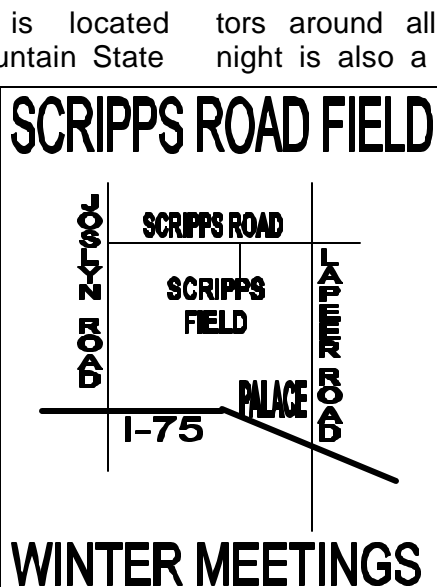 is located
untain State
tors around all
night is also a
SCRIPPS ROAD FIELD
JOSLYN ROAD
SCRIPPS ROAD
SCRIPPS
FIELD
LAPEER ROAD
PALACE
I-75
WINTER MEETINGS